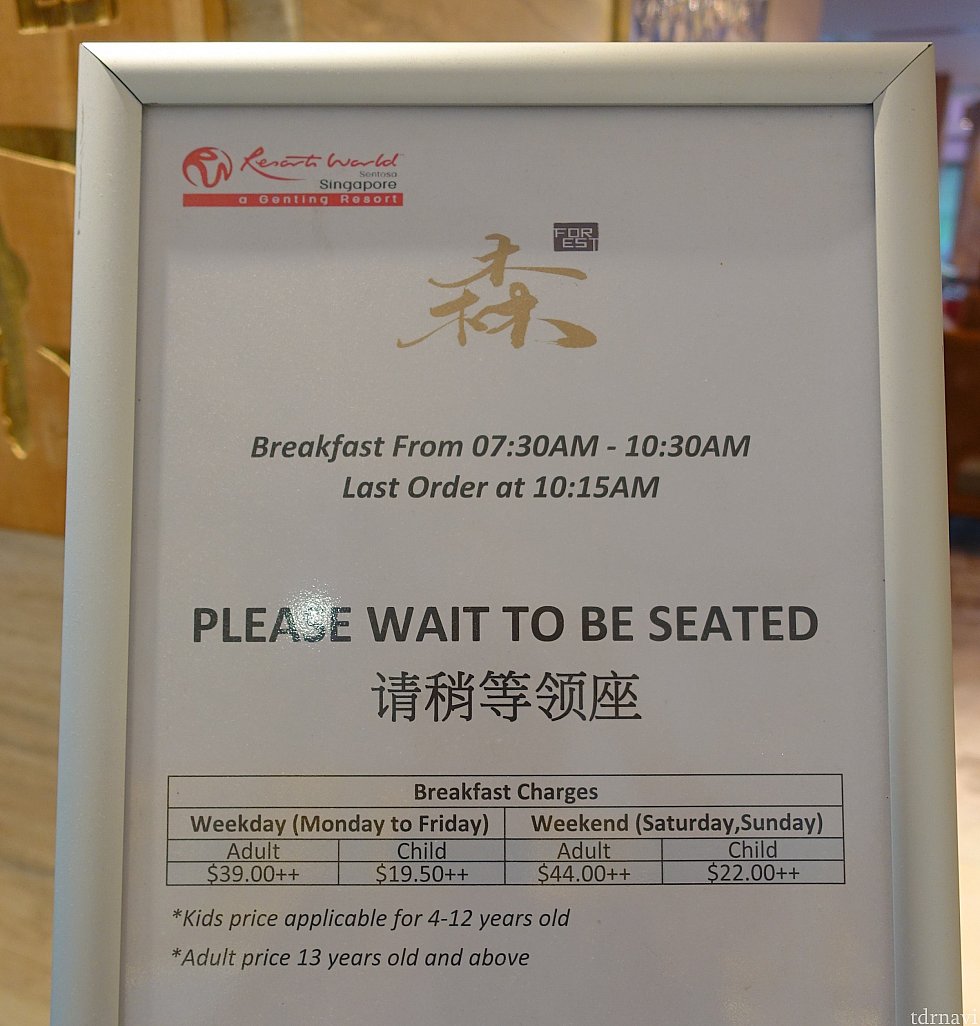 Resorts World
Sentosa
Singapore
a Genting Resort
FOR
EST
森
Breakfast From 07:30AM - 10:30AM
Last Order at 10:15AM
PLEASE WAIT TO BE SEATED
请稍等领座
Breakfast Charges
Weekday (Monday to Friday) Weekend (Saturday,Sunday)
Adult Child Adult Child
$39.00++ $19.50++ $44.00++ $22.00++
*Kids price applicable for 4-12 years old
*Adult price 13 years old and above
tdrnavi